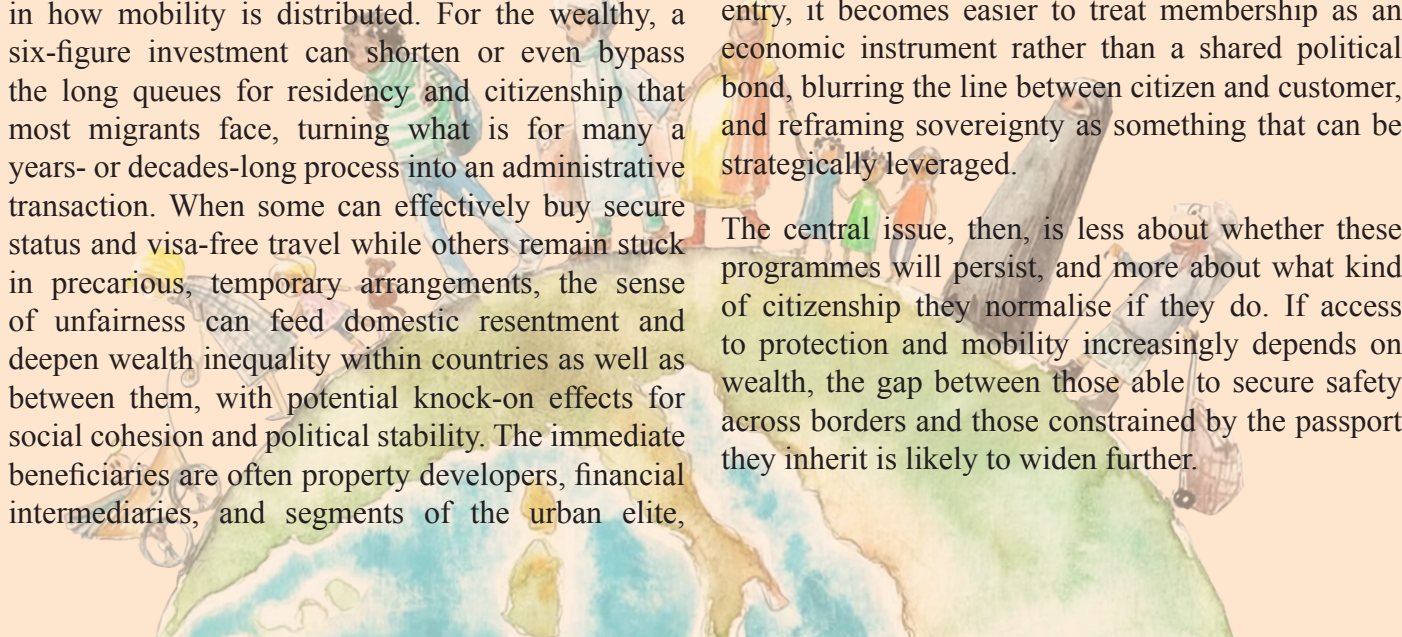 in how mobility is distributed. For the wealthy, a
six-figure investment can shorten or even bypass
the long queues for residency and citizenship that
most migrants face, turning what is for many a
years- or decades-long process into an administrative
transaction. When some can effectively buy secure
status and visa-free travel while others remain stuck
in precarious, temporary arrangements, the sense
of unfairness can feed domestic resentment and
deepen wealth inequality within countries as well as
between them, with potential knock-on effects for
social cohesion and political stability. The immediate
beneficiaries are often property developers, financial
intermediaries, and segments of the urban elite,
entry, it becomes easier to treat membership as an
economic instrument rather than a shared political
bond, blurring the line between citizen and customer,
and reframing sovereignty as something that can be
strategically leveraged.
The central issue, then, is less about whether these
programmes will persist, and more about what kind
of citizenship they normalise if they do. If access
to protection and mobility increasingly depends on
wealth, the gap between those able to secure safety
across borders and those constrained by the passport
they inherit is likely to widen further.